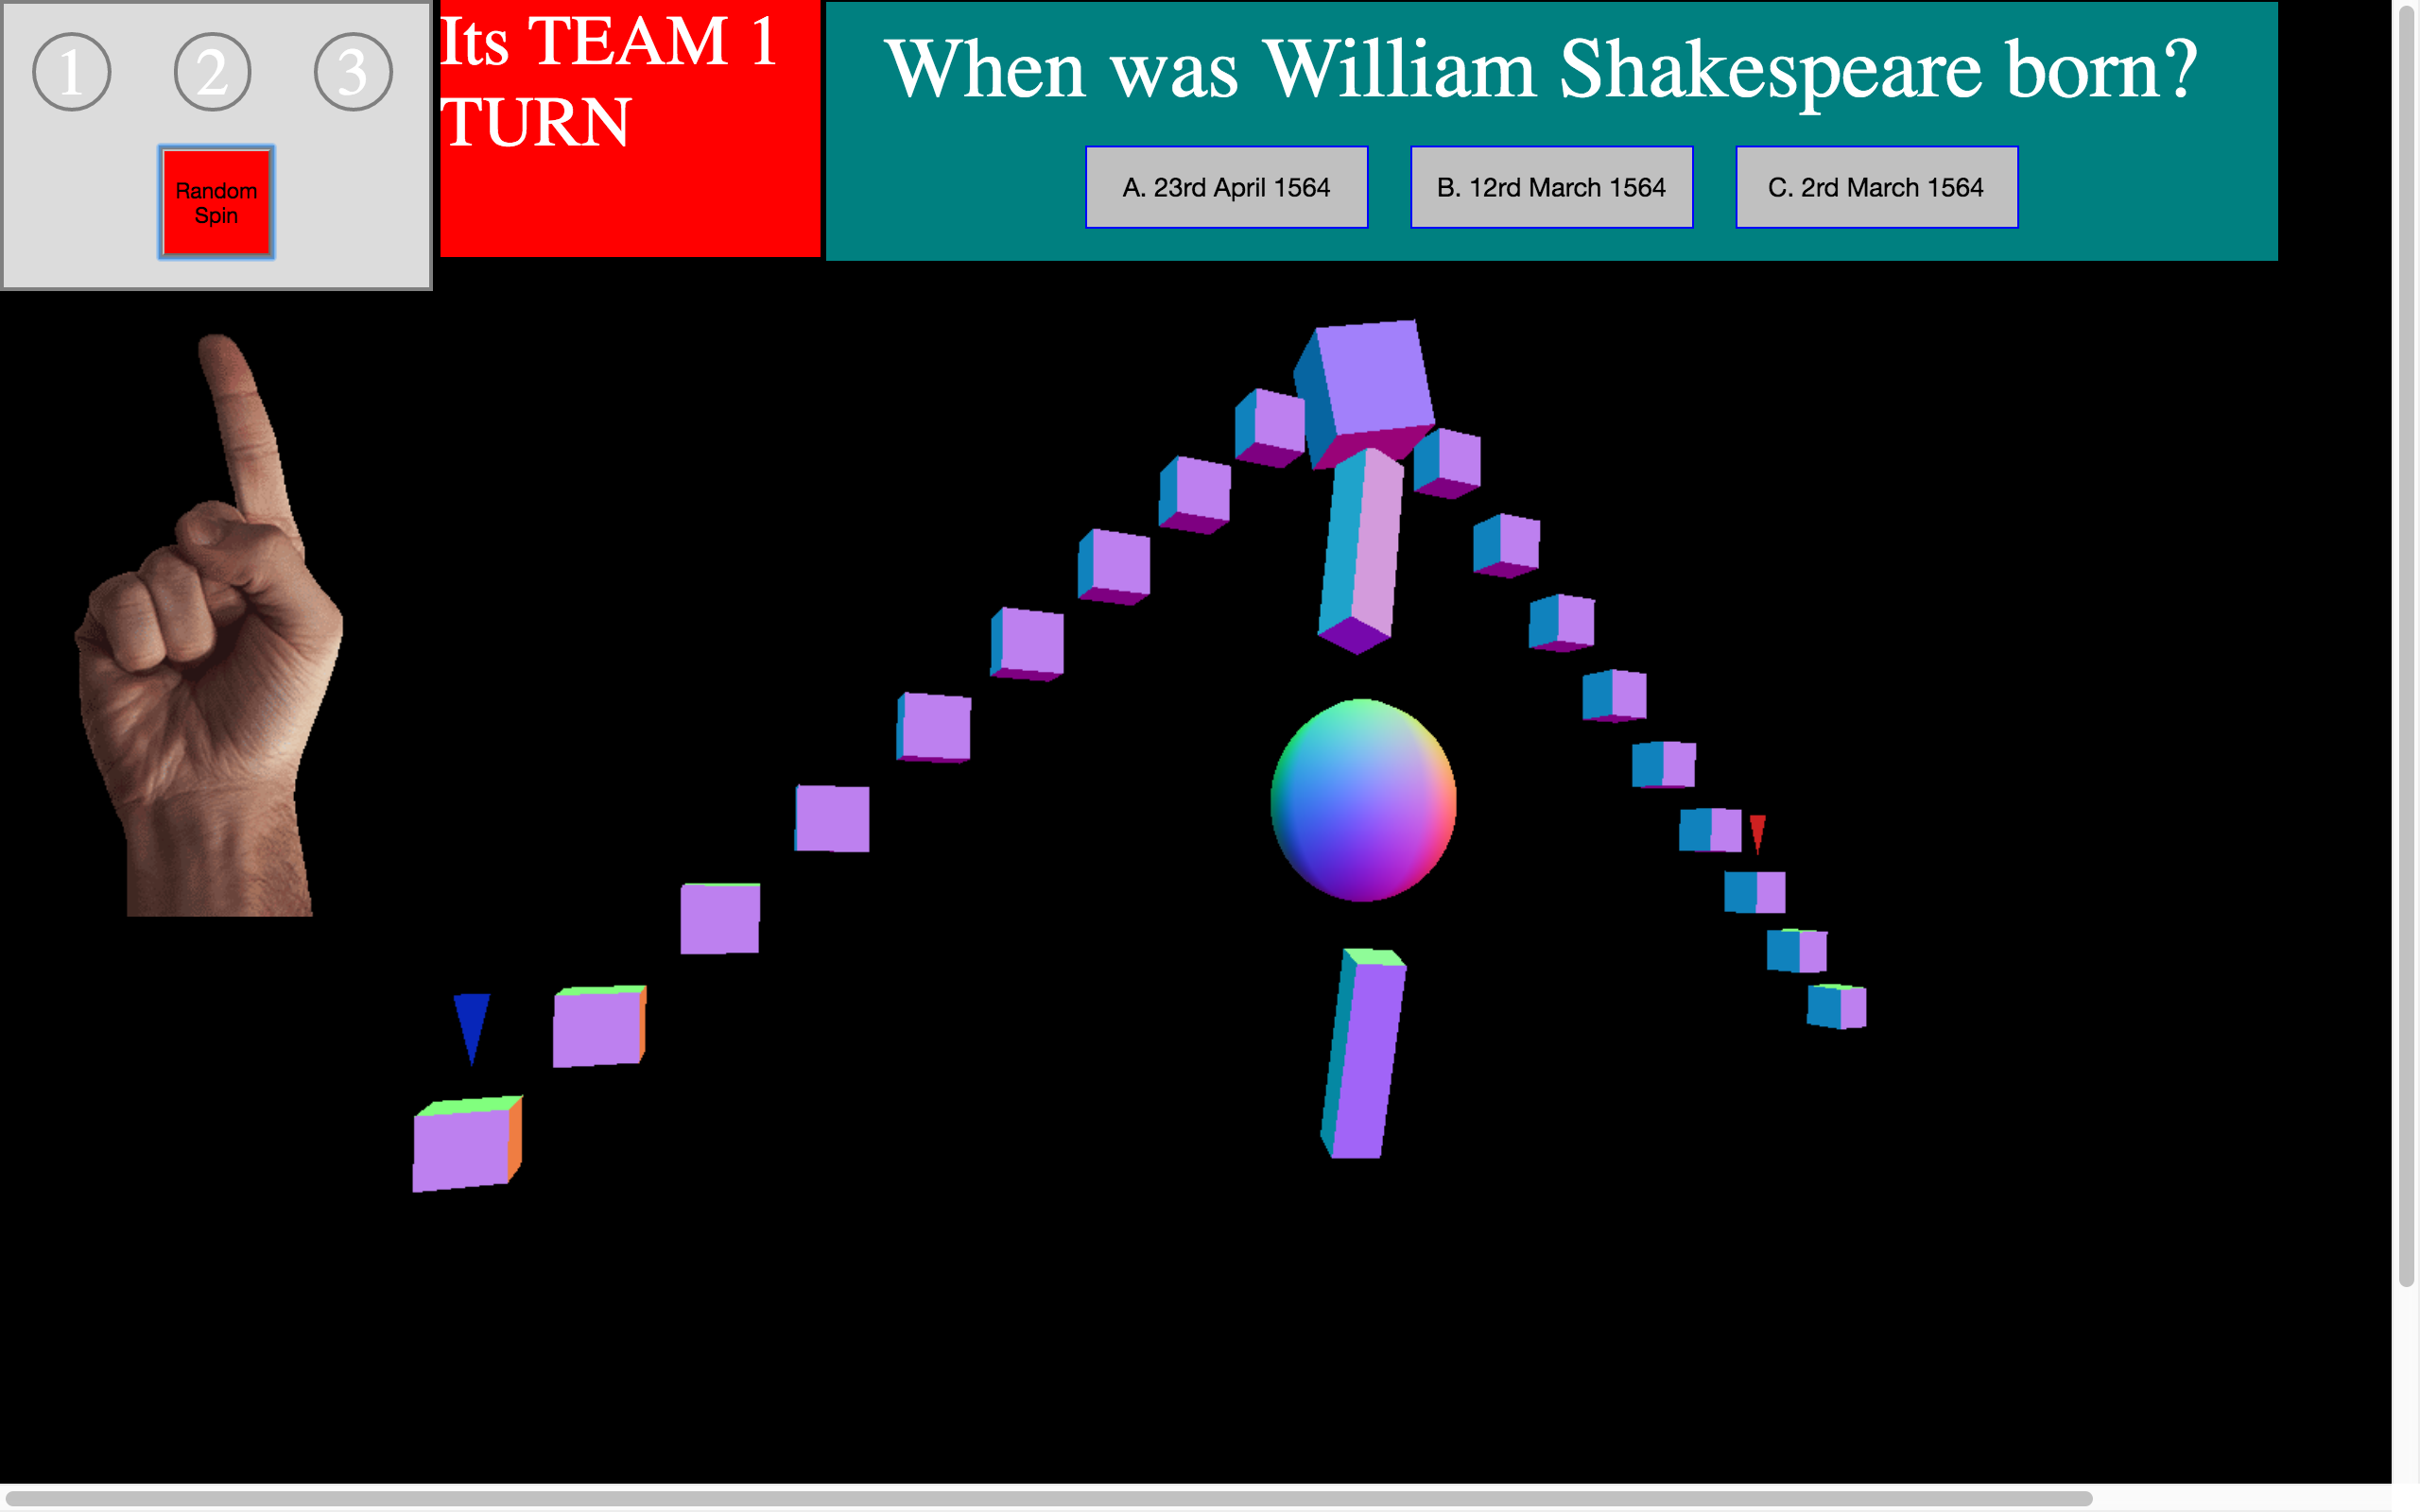 1 2 3
Random
Spin
Its TEAM 1
TURN
When was William Shakespeare born?
A. 23rd April 1564 B. 12rd March 1564 C. 2rd March 1564